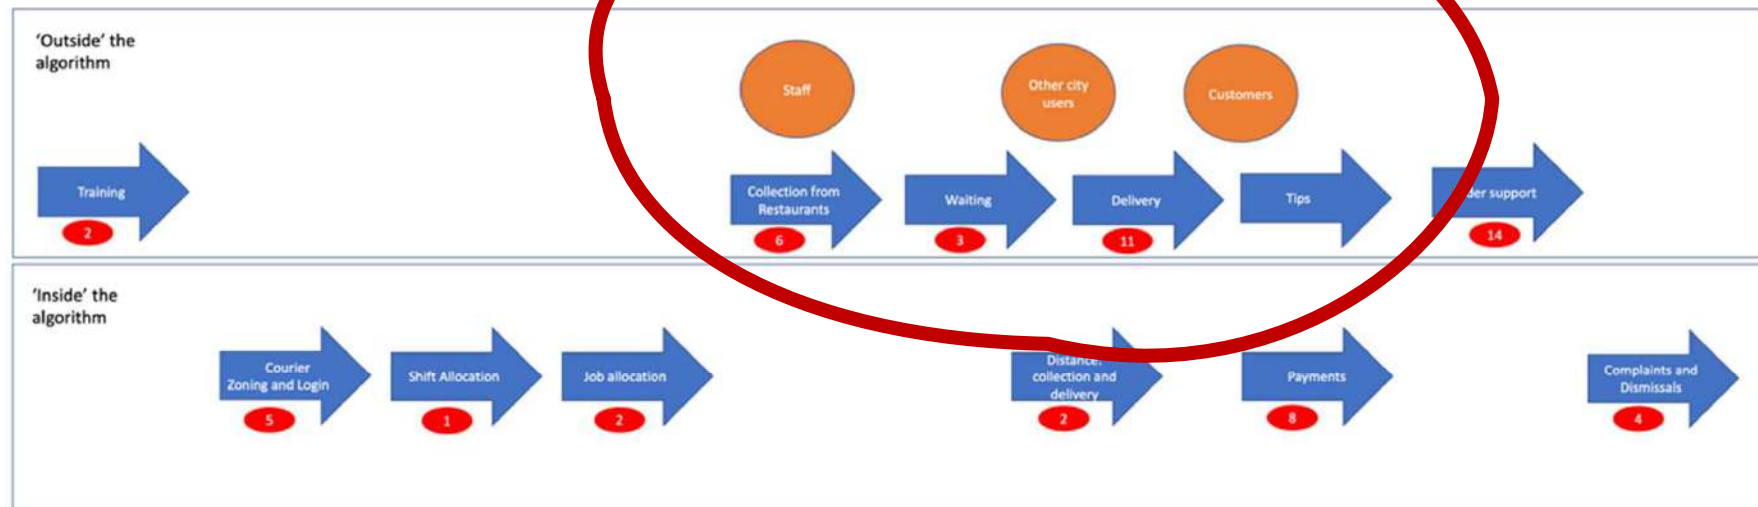 'Outside' the
algorithm
Staff
Other city
users
Customers
Training
2
Collection from
Restaurants
6
Waiting
3
Delivery
11
Tips
der support
14
'Inside' the
algorithm
Courier
Zoning and Login
5
Shift Allocation
1
Job allocation
2
Distance:
collection and
delivery
2
Payments
8
Complaints and
Dismissals
4